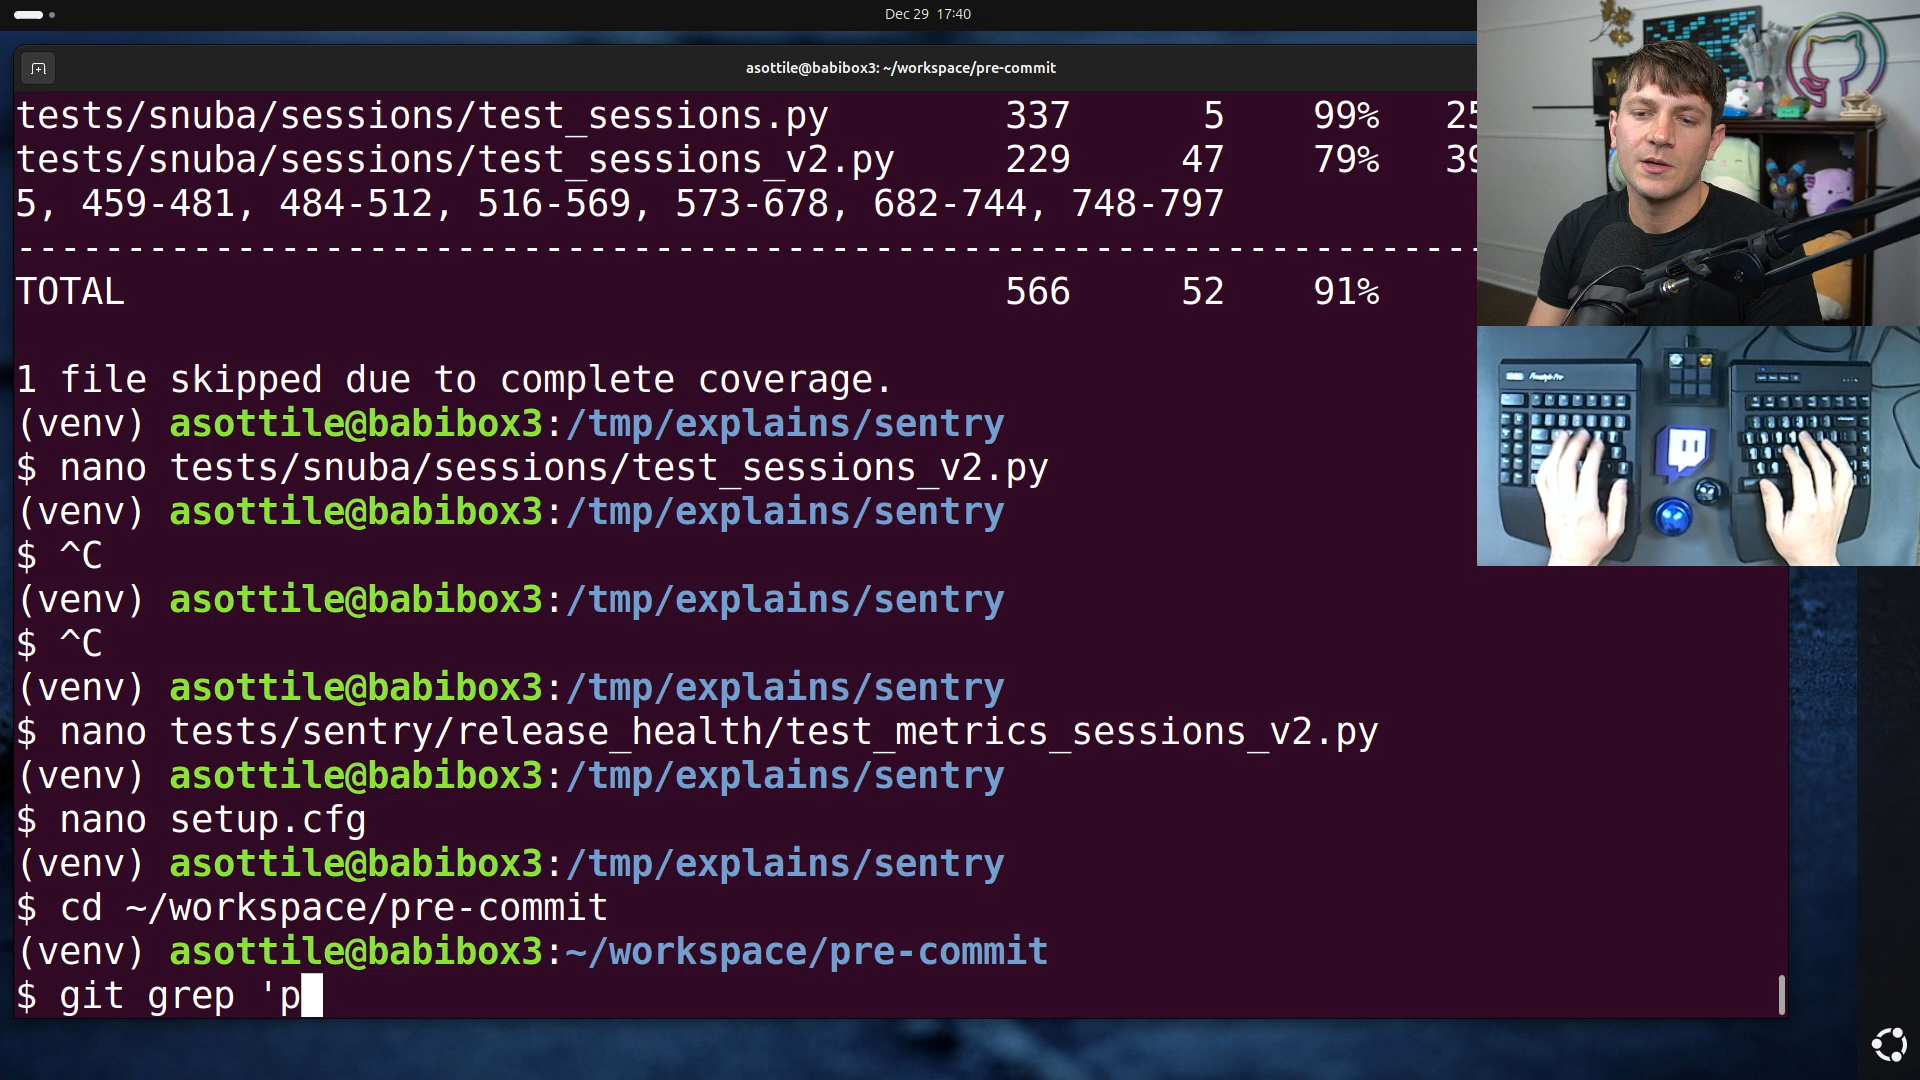 Dec 29 17:40
asottile@babibox3: ~/workspace/pre-commit
tests/snuba/sessions/test_sessions.py 337 5 99% 25
tests/snuba/sessions/test_sessions_v2.py 229 47 79% 39
5, 459-481, 484-512, 516-569, 573-678, 682-744, 748-797
--------------------------------------------------------------------
TOTAL 566 52 91%
1 file skipped due to complete coverage.
(venv) asottile@babibox3:/tmp/explains/sentry
$ nano tests/snuba/sessions/test_sessions_v2.py
(venv) asottile@babibox3:/tmp/explains/sentry
$ ^C
(venv) asottile@babibox3:/tmp/explains/sentry
$ ^C
(venv) asottile@babibox3:/tmp/explains/sentry
$ nano tests/sentry/release_health/test_metrics_sessions_v2.py
(venv) asottile@babibox3:/tmp/explains/sentry
$ nano setup.cfg
(venv) asottile@babibox3:/tmp/explains/sentry
$ cd ~/workspace/pre-commit
(venv) asottile@babibox3:~/workspace/pre-commit
$ git grep 'p